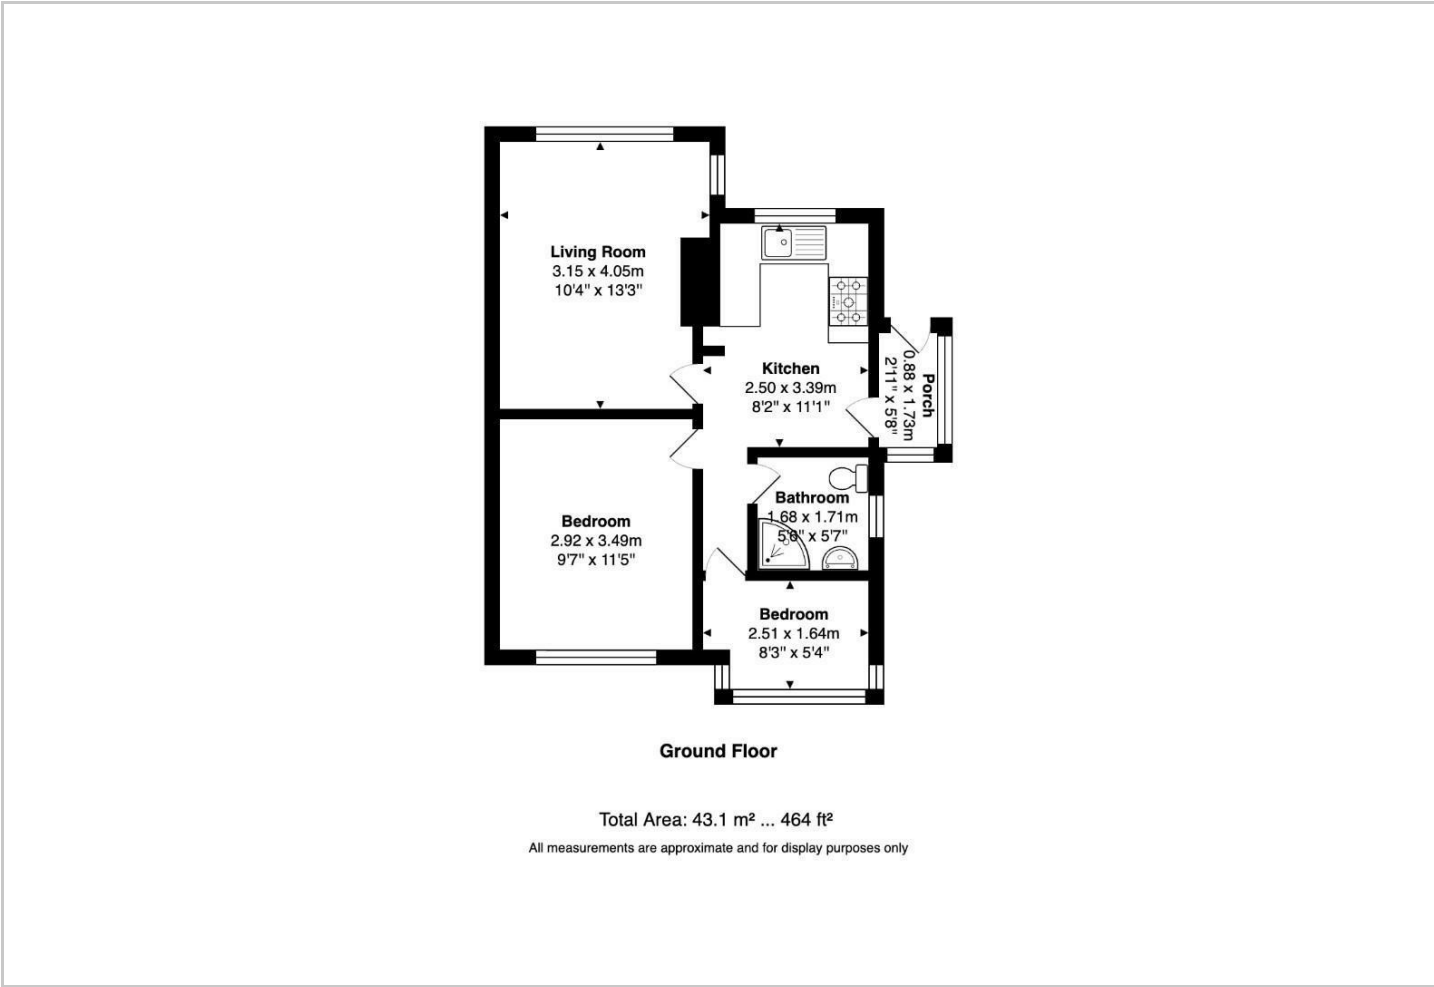 Living Room
3.15 x 4.05m
10'4" x 13'3"
Kitchen
2.50 x 3.39m
8'2" x 11'1"
Porch
0.88 x 1.73m
2'11" x 5'8"
Bathroom
1.68 x 1.71m
5'6" x 5'7"
Bedroom
2.92 x 3.49m
9'7" x 11'5"
Bedroom
2.51 x 1.64m
8'3" x 5'4"
Ground Floor
Total Area: 43.1 m² ... 464 ft²
All measurements are approximate and for display purposes only